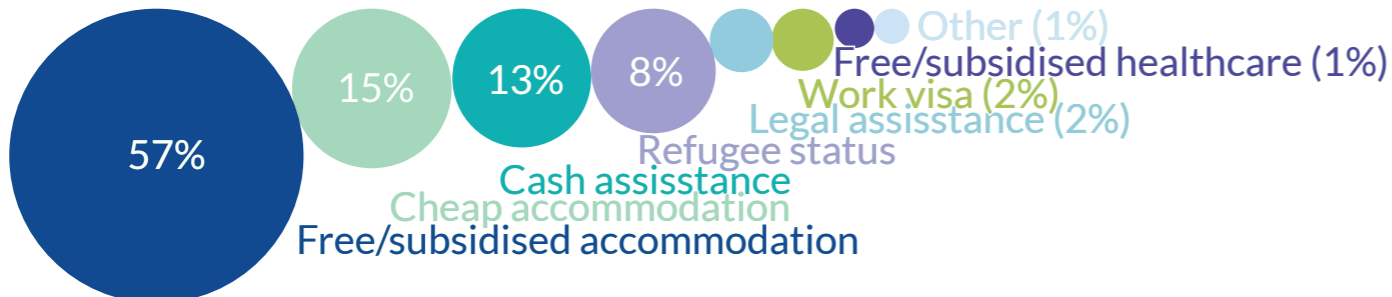 Other (1%)
Free/subsidised healthcare (1%)
15%
13%
8%
Work visa (2%)
Legal assisstance (2%)
57%
Refugee status
Cash assisstance
Cheap accommodation
Free/subsidised accommodation